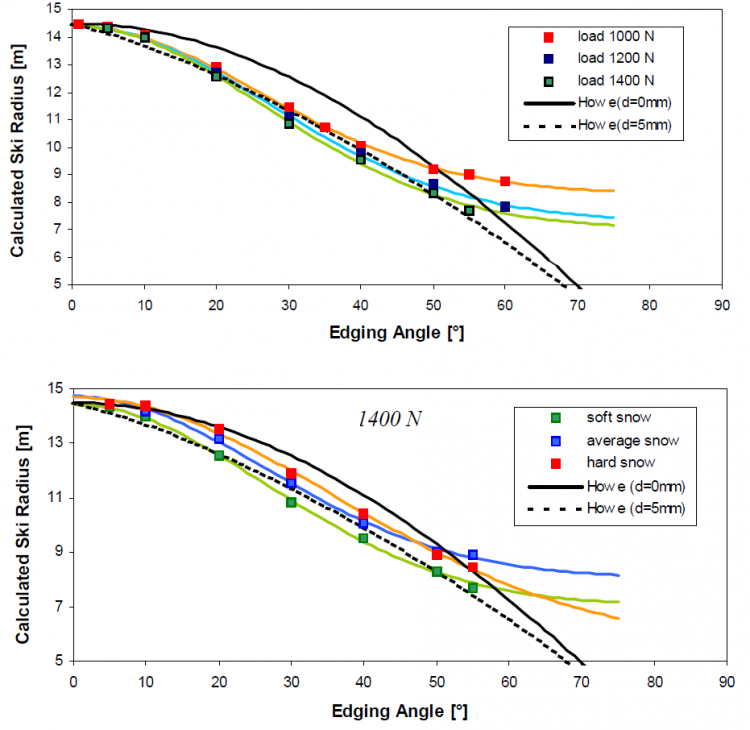 Calculated Ski Radius [m]
15
14
13
12
11
10
9
8
7
6
5
0 10 20 30 40 50 60 70 80 90
Edging Angle [°]
load 1000 N
load 1200 N
load 1400 N
How e(d=0mm)
How e(d=5mm)
Calculated Ski Radius [m]
15
13
11
9
7
5
0 10 20 30 40 50 60 70 80 90
Edging Angle [°]
1400 N
soft snow
average snow
hard snow
How e (d=0mm)
How e (d=5mm)